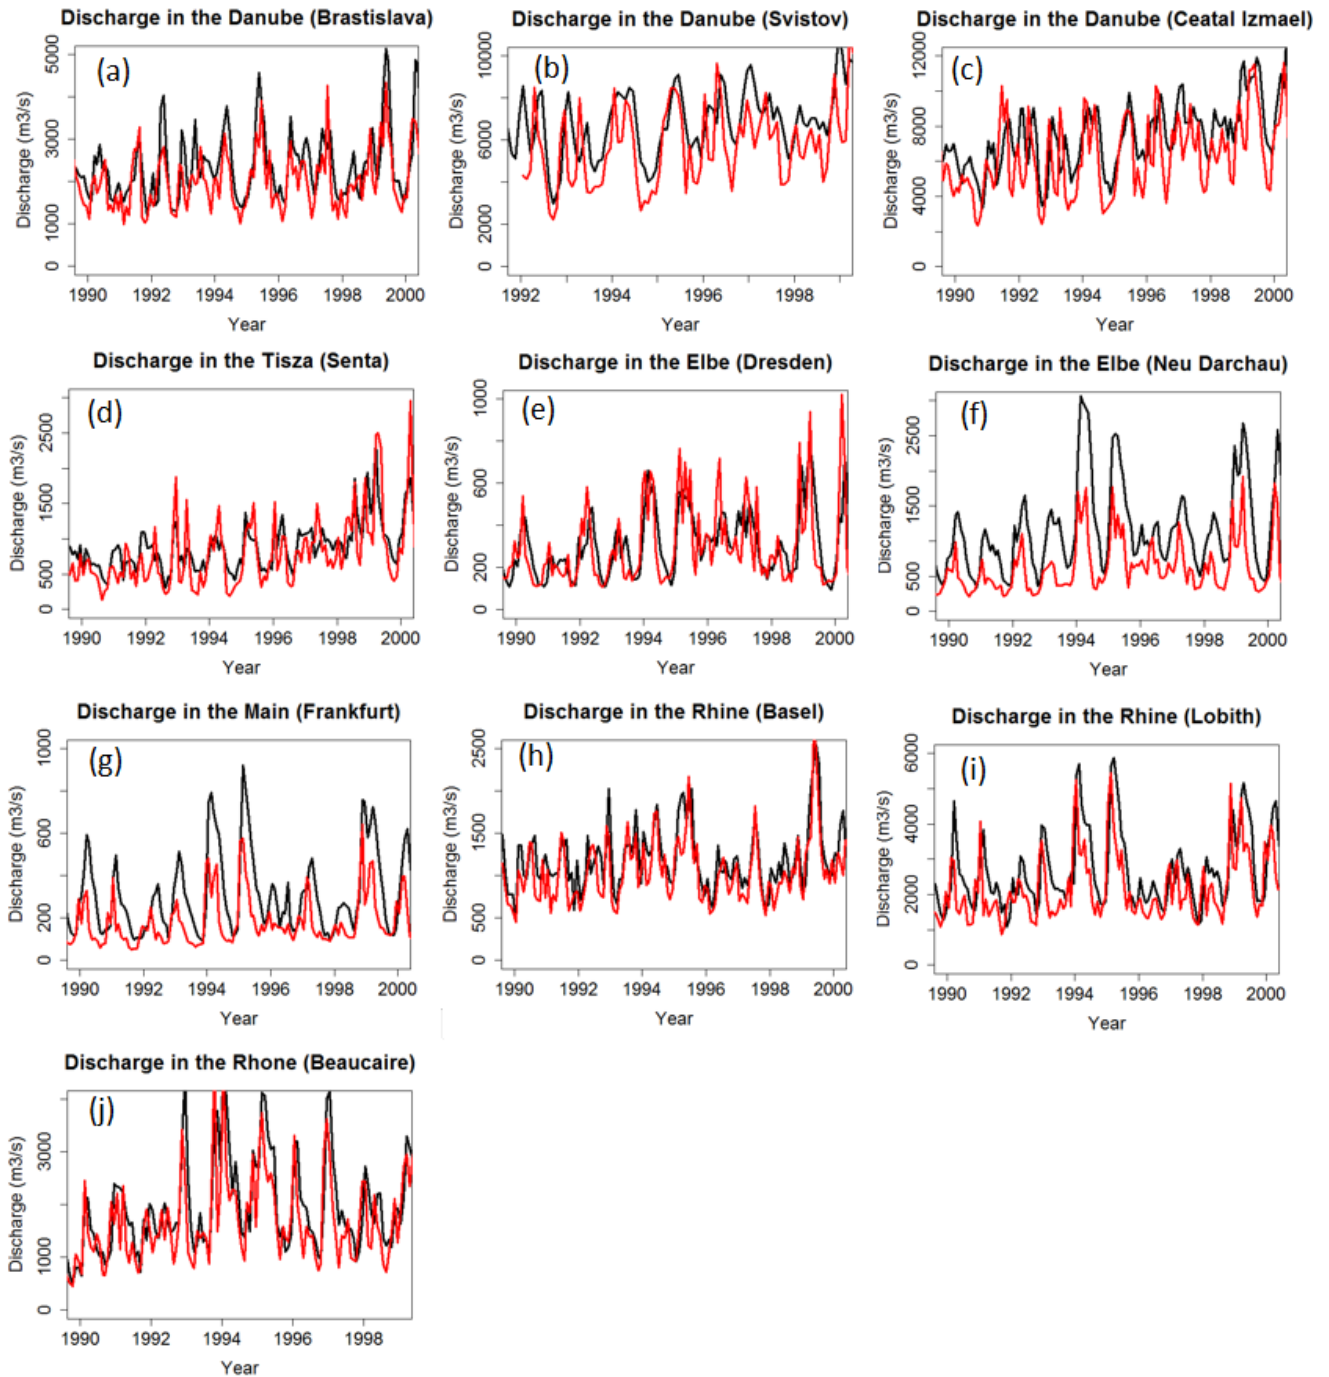 Discharge in the Danube (Brastislava)
Discharge in the Danube (Svistov)
Discharge in the Danube (Ceatal Izmael)
(a)
Discharge (m3/s)
0 1000 3000 5000
1990 1992 1994 1996 1998 2000
Year
(b)
Discharge (m3/s)
0 2000 6000 10000
1992 1994 1996 1998
Year
(c)
Discharge (m3/s)
0 4000 8000 12000
1990 1992 1994 1996 1998 2000
Year
Discharge in the Tisza (Senta)
Discharge in the Elbe (Dresden)
Discharge in the Elbe (Neu Darchau)
(d)
Discharge (m3/s)
0 500 1500 2500
1990 1992 1994 1996 1998 2000
Year
(e)
Discharge (m3/s)
0 200 600 1000
1990 1992 1994 1996 1998 2000
Year
(f)
Discharge (m3/s)
0 500 1500 2500
1990 1992 1994 1996 1998 2000
Year
Discharge in the Main (Frankfurt)
Discharge in the Rhine (Basel)
Discharge in the Rhine (Lobith)
(g)
Discharge (m3/s)
0 200 600 1000
1990 1992 1994 1996 1998 2000
Year
(h)
Discharge (m3/s)
0 500 1500 2500
1990 1992 1994 1996 1998 2000
Year
(i)
Discharge (m3/s)
0 2000 4000 6000
1990 1992 1994 1996 1998 2000
Year
Discharge in the Rhone (Beaucaire)
(j)
Discharge (m3/s)
0 1000 3000
1990 1992 1994 1996 1998
Year